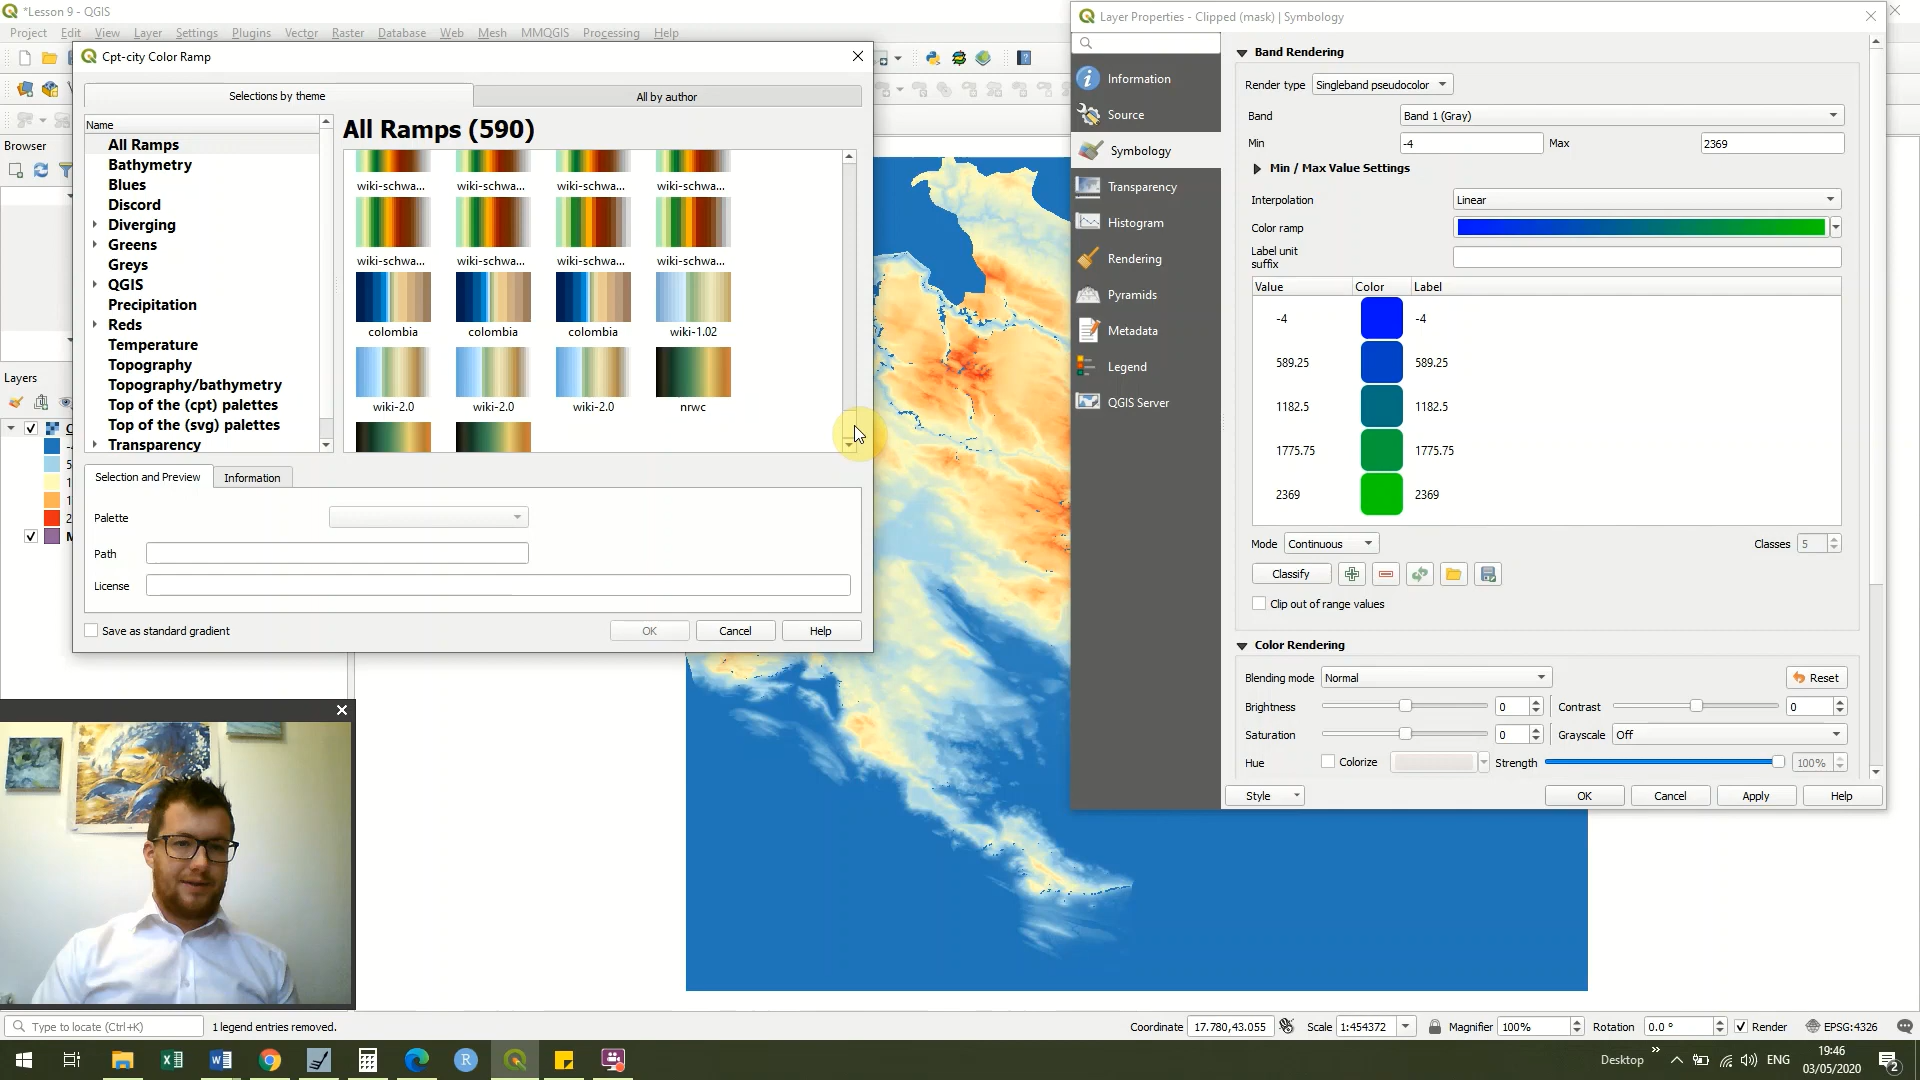 *Lesson 9 - QGIS
Project Edit View Layer Settings Plugins Vector Raster Database Web Mesh MMQGIS Processing Help
Browser
Layers
Cpt-city Color Ramp
Selections by theme
All by author
Name
All Ramps
Bathymetry
Blues
Discord
Diverging
Greens
Greys
QGIS
Precipitation
Reds
Temperature
Topography
Topography/bathymetry
Top of the (cpt) palettes
Top of the (svg) palettes
Transparency
All Ramps (590)
wiki-schwa... wiki-schwa... wiki-schwa... wiki-schwa...
wiki-schwa... wiki-schwa... wiki-schwa... wiki-schwa...
colombia colombia colombia wiki-1.02
wiki-2.0 wiki-2.0 wiki-2.0 nrwc
Selection and Preview
Information
Palette
Path
License
Save as standard gradient
OK
Cancel
Help
Layer Properties - Clipped (mask) | Symbology
Information
Source
Symbology
Transparency
Histogram
Rendering
Pyramids
Metadata
Legend
QGIS Server
Band Rendering
Render type Singleband pseudocolor
Band Band 1 (Gray)
Min -4 Max 2369
Min / Max Value Settings
Interpolation Linear
Color ramp
Label unit
suffix
Value Color Label
-4 -4
589.25 589.25
1182.5 1182.5
1775.75 1775.75
2369 2369
Mode Continuous Classes 5
Classify
Clip out of range values
Color Rendering
Blending mode Normal Reset
Brightness 0 Contrast 0
Saturation 0 Grayscale Off
Hue Colorize Strength 100%
Style OK Cancel Apply Help
Type to locate (Ctrl+K) 1 legend entries removed. Coordinate 17.780,43.055 Scale 1:454372 Magnifier 100% Rotation 0.0 ° Render EPSG:4326
Desktop ENG 19:46
03/05/2020
2